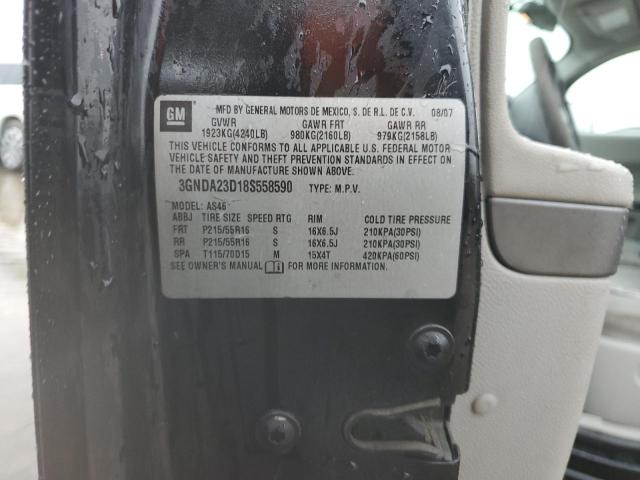 GM
MFD BY GENERAL MOTORS DE MEXICO, S. DE R.L. DE C.V. 08/07
GVWR GAWR FRT GAWR RR
1923KG(4240LB) 980KG(2160LB) 979KG(2158LB)
THIS VEHICLE CONFORMS TO ALL APPLICABLE U.S. FEDERAL MOTOR
VEHICLE SAFETY AND THEFT PREVENTION STANDARDS IN EFFECT ON
THE DATE OF MANUFACTURE SHOWN ABOVE.
3GNDA23D18S558590 TYPE: M.P.V.
MODEL: AS46
ABBJ TIRE SIZE SPEED RTG RIM COLD TIRE PRESSURE
FRT P215/55R16 S 16X6.5J 210KPA(30PSI)
RR P215/55R16 S 16X6.5J 210KPA(30PSI)
SPA T115/70D15 M 15X4T 420KPA(60PSI)
SEE OWNER'S MANUAL FOR MORE INFORMATION.